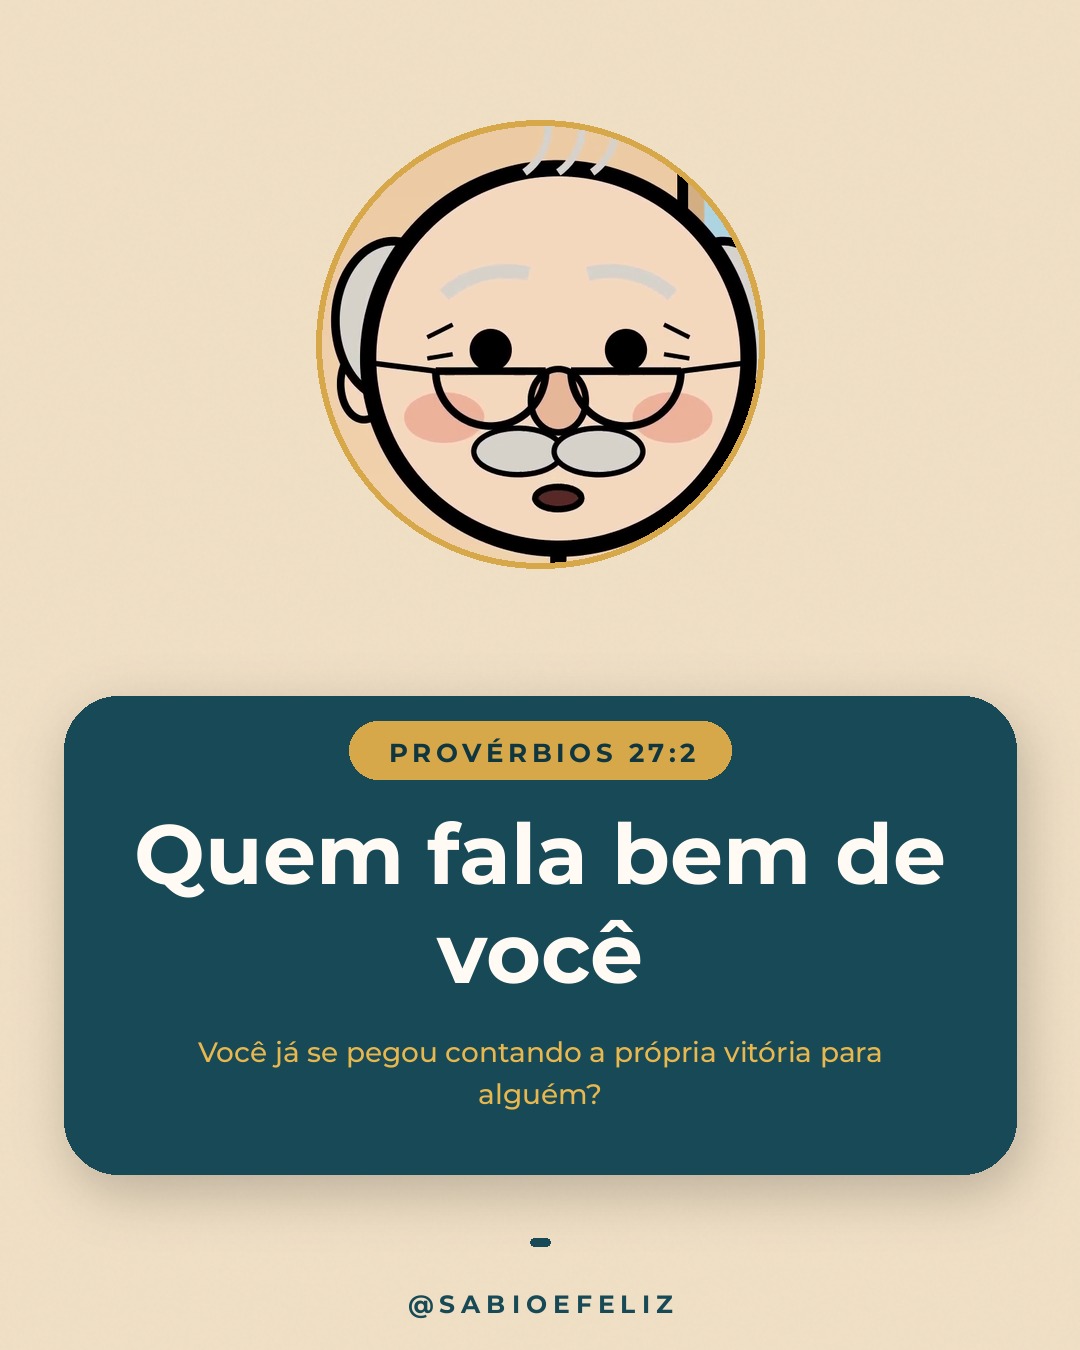 PROVÉRBIOS 27:2
Quem fala bem de
você
Você já se pegou contando a própria vitória para
alguém?
@SABIOEFELIZ